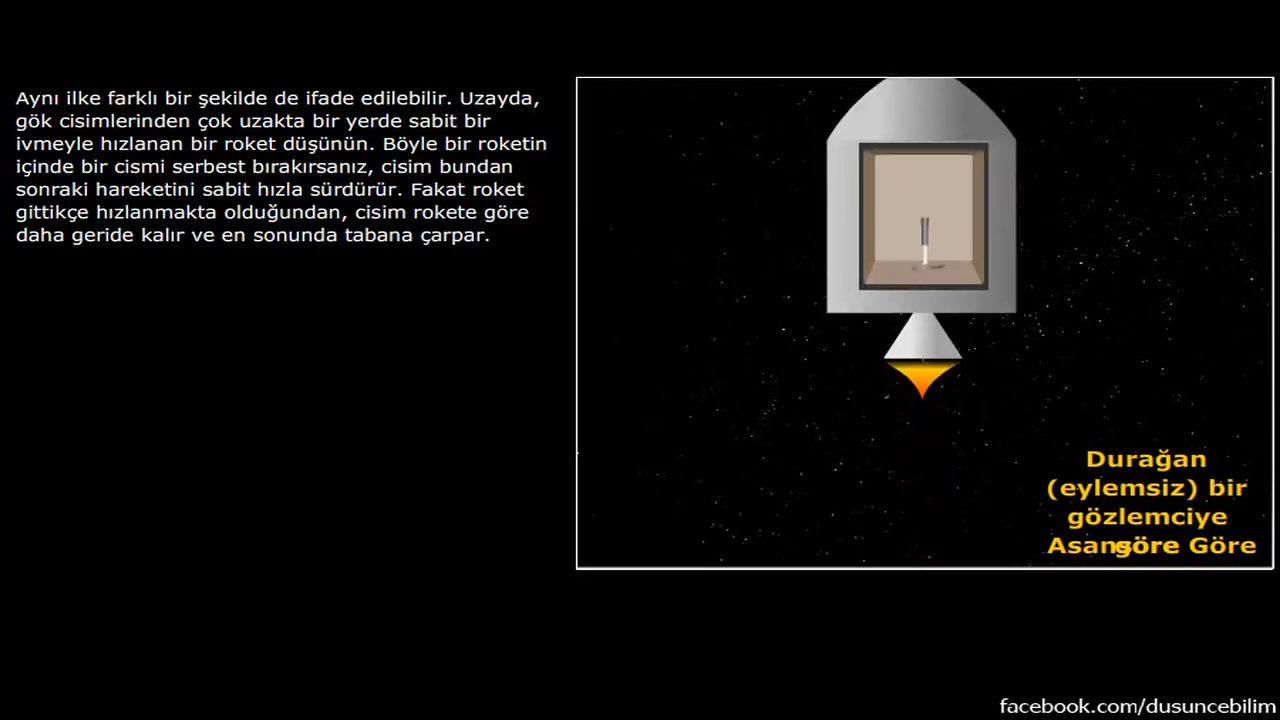 Aynı ilke farklı bir şekilde de ifade edilebilir. Uzayda,
gök cisimlerinden çok uzakta bir yerde sabit bir
ivmeyle hızlanan bir roket düşünün. Böyle bir roketin
içinde bir cismi serbest bırakırsanız, cisim bundan
sonraki hareketini sabit hızla sürdürür. Fakat roket
gittikçe hızlanmakta olduğundan, cisim rokete göre
daha geride kalır ve en sonunda tabana çarpar.
Durağan
(eylemsiz) bir
gözlemciye
göre
Göre
facebook.com/dusuncebilim